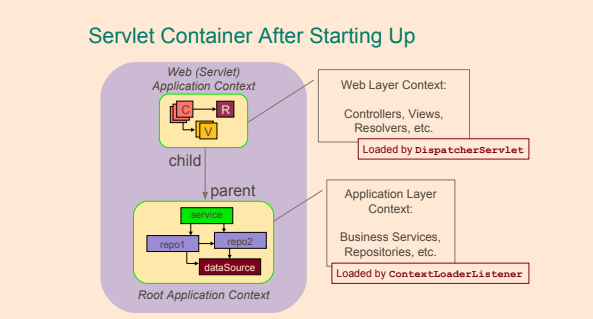 Servlet Container After Starting Up
Web (Servlet)
Application Context
C
R
V
child
parent
service
repo1
repo2
dataSource
Root Application Context
Web Layer Context:
Controllers, Views,
Resolvers, etc.
Loaded by DispatcherServlet
Application Layer
Context:
Business Services,
Repositories, etc.
Loaded by ContextLoaderListener